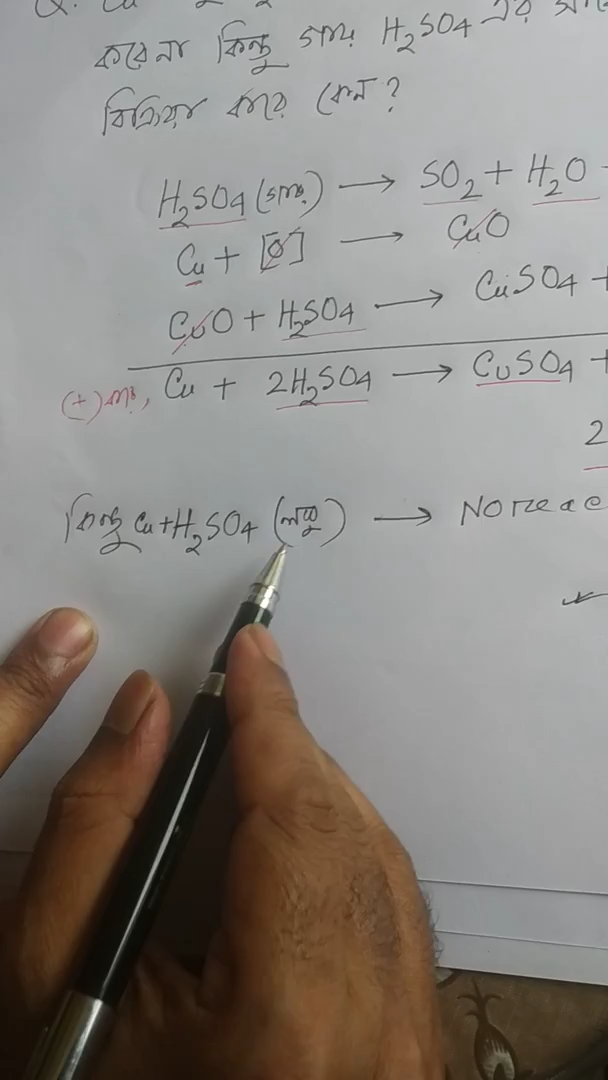 Q. Cu
করেনা কিন্তু গাঢ় H₂SO₄ এর সাথে
বিক্রিয়া করে কেন?
H₂SO₄ (গাঢ়) → SO₂ + H₂O +
Cu + [O] → CuO
CuO + H₂SO₄ → CuSO₄ +
(+) করে, Cu + 2H₂SO₄ → CuSO₄ +
2
কিন্তু Cu+H₂SO₄ (লঘু) → No reac